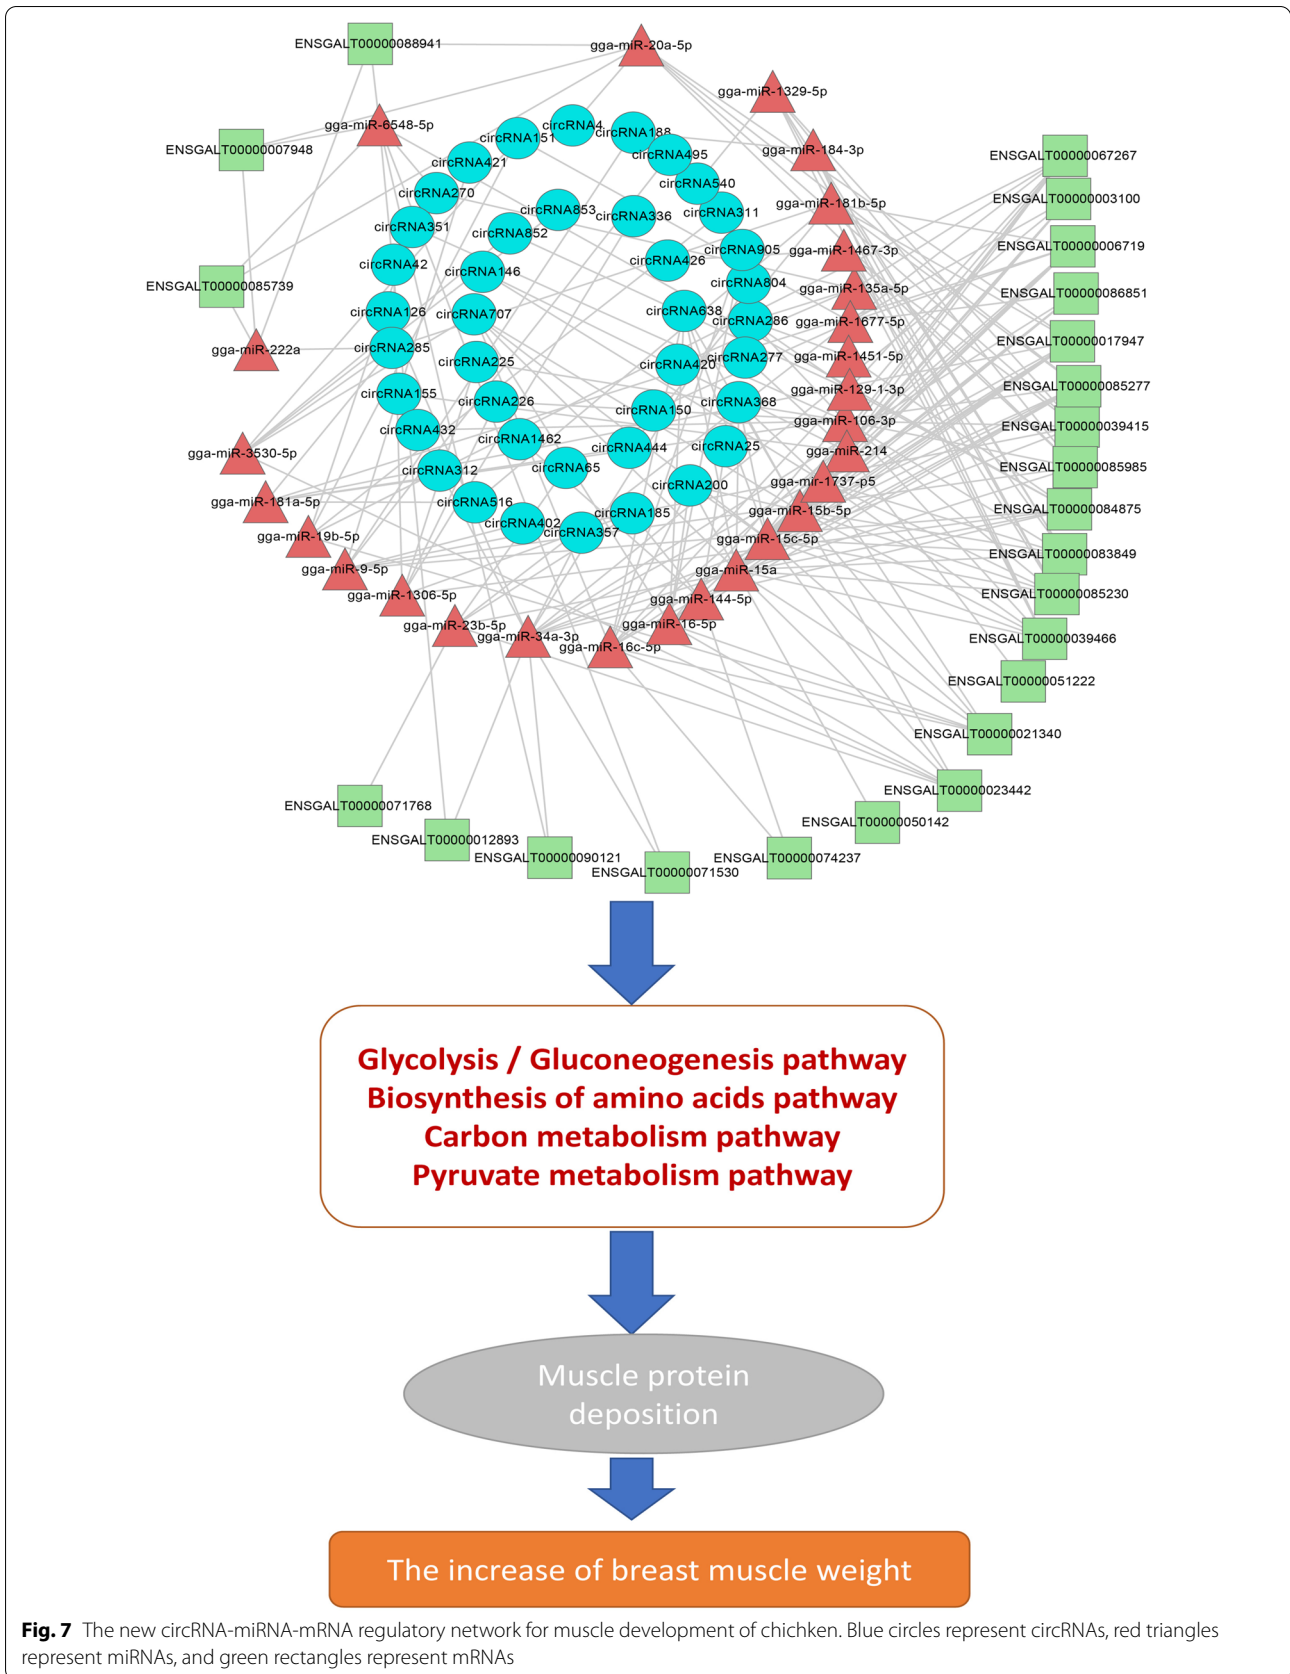 ENSGALT00000088941
gga-miR-20a-5p
gga-miR-1329-5p
gga-miR-6548-5p
circRNA4
circRNA188
circRNA151
ENSGALT00000007948
gga-miR-184-3p
circRNA495
ENSGALT00000067267
circRNA421
circRNA540
circRNA270
ENSGALT00000003100
gga-miR-181b-5p
circRNA853
circRNA336
circRNA311
circRNA351
circRNA852
ENSGALT00000006719
circRNA905
gga-miR-1467-3p
circRNA426
circRNA42
circRNA146
circRNA804
ENSGALT00000085739
gga-miR-135a-5p
ENSGALT00000086851
circRNA126
circRNA707
circRNA638
circRNA286
gga-miR-1677-5p
ENSGALT00000017947
gga-miR-222a
circRNA285
circRNA225
circRNA420
circRNA277
gga-miR-1451-5p
ENSGALT00000085277
circRNA155
circRNA226
circRNA150
circRNA368
gga-miR-129-1-3p
gga-miR-106-3p
ENSGALT00000039415
circRNA432
circRNA1462
circRNA444
circRNA25
gga-miR-3530-5p
gga-miR-214
circRNA312
circRNA65
ENSGALT00000085985
gga-mir-1737-p5
circRNA200
gga-miR-181a-5p
circRNA516
circRNA185
gga-miR-15b-5p
ENSGALT00000084875
circRNA402
circRNA357
gga-miR-19b-5p
gga-miR-15c-5p
ENSGALT00000083849
gga-miR-9-5p
gga-miR-15a
gga-miR-1306-5p
gga-miR-144-5p
ENSGALT00000085230
gga-miR-23b-5p
gga-miR-34a-3p
gga-miR-16-5p
gga-miR-16c-5p
ENSGALT00000039466
ENSGALT00000051222
ENSGALT00000021340
ENSGALT00000023442
ENSGALT00000071768
ENSGALT00000050142
ENSGALT00000012893
ENSGALT00000090121
ENSGALT00000074237
ENSGALT00000071530
Glycolysis / Gluconeogenesis pathway
Biosynthesis of amino acids pathway
Carbon metabolism pathway
Pyruvate metabolism pathway
Muscle protein
deposition
The increase of breast muscle weight
Fig. 7 The new circRNA-miRNA-mRNA regulatory network for muscle development of chichken. Blue circles represent circRNAs, red triangles
represent miRNAs, and green rectangles represent mRNAs